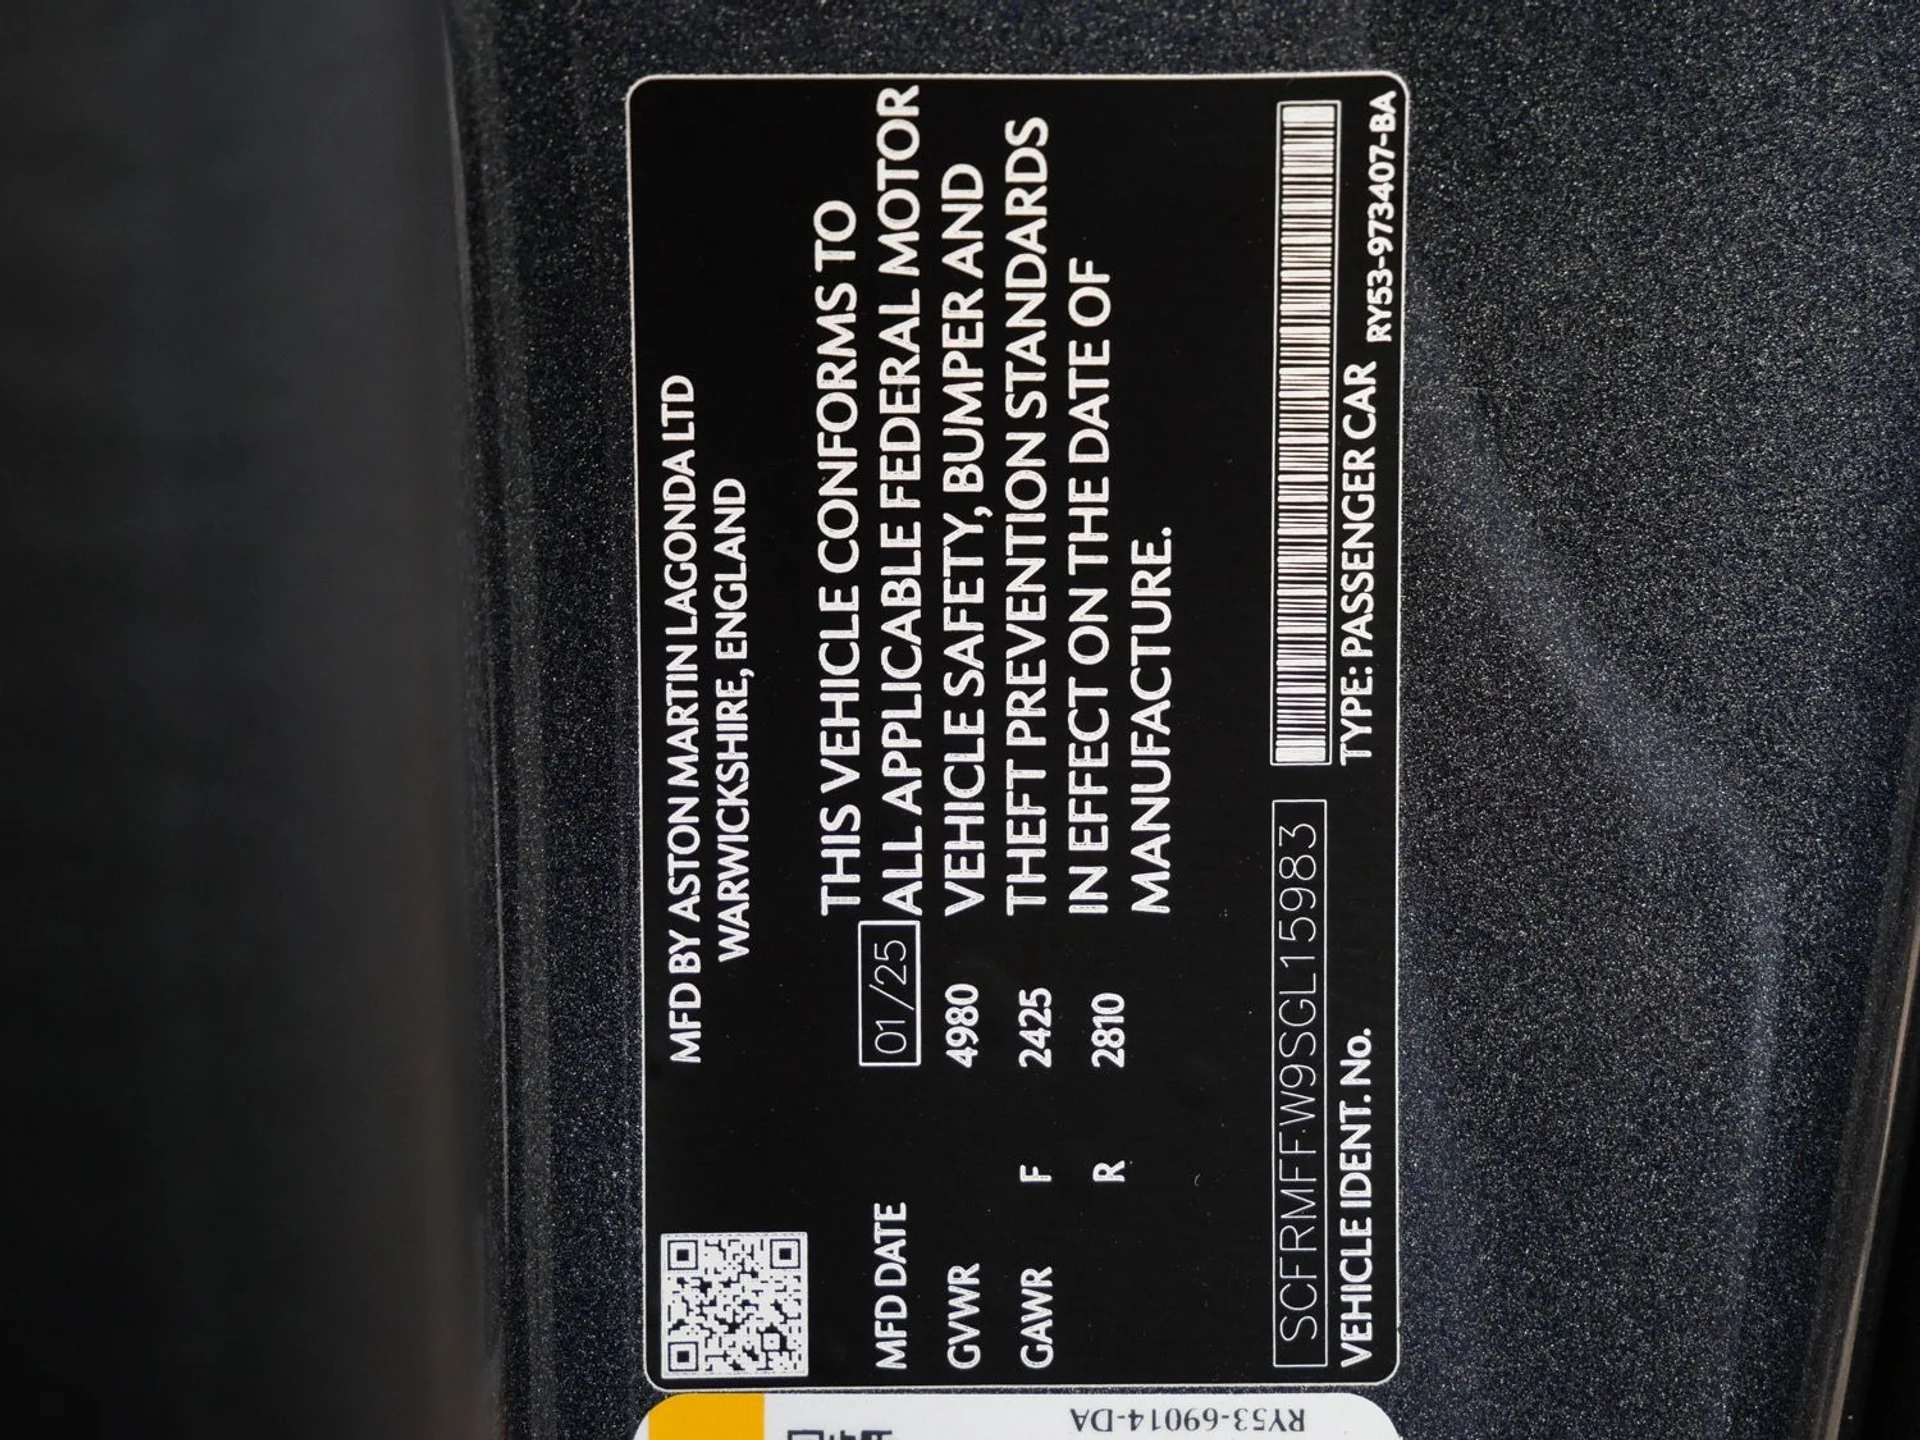 MFD BY ASTON MARTIN LAGONDA LTD
WARWICKSHIRE, ENGLAND
THIS VEHICLE CONFORMS TO
MFD DATE 01/25 ALL APPLICABLE FEDERAL MOTOR
GVWR 4980 VEHICLE SAFETY, BUMPER AND
GAWR F 2425 THEFT PREVENTION STANDARDS
R 2810 IN EFFECT ON THE DATE OF
MANUFACTURE.
SCFRMFFW9SGL15983
VEHICLE IDENT. No. TYPE: PASSENGER CAR RY53-973407-BA
RY53-69014-DA